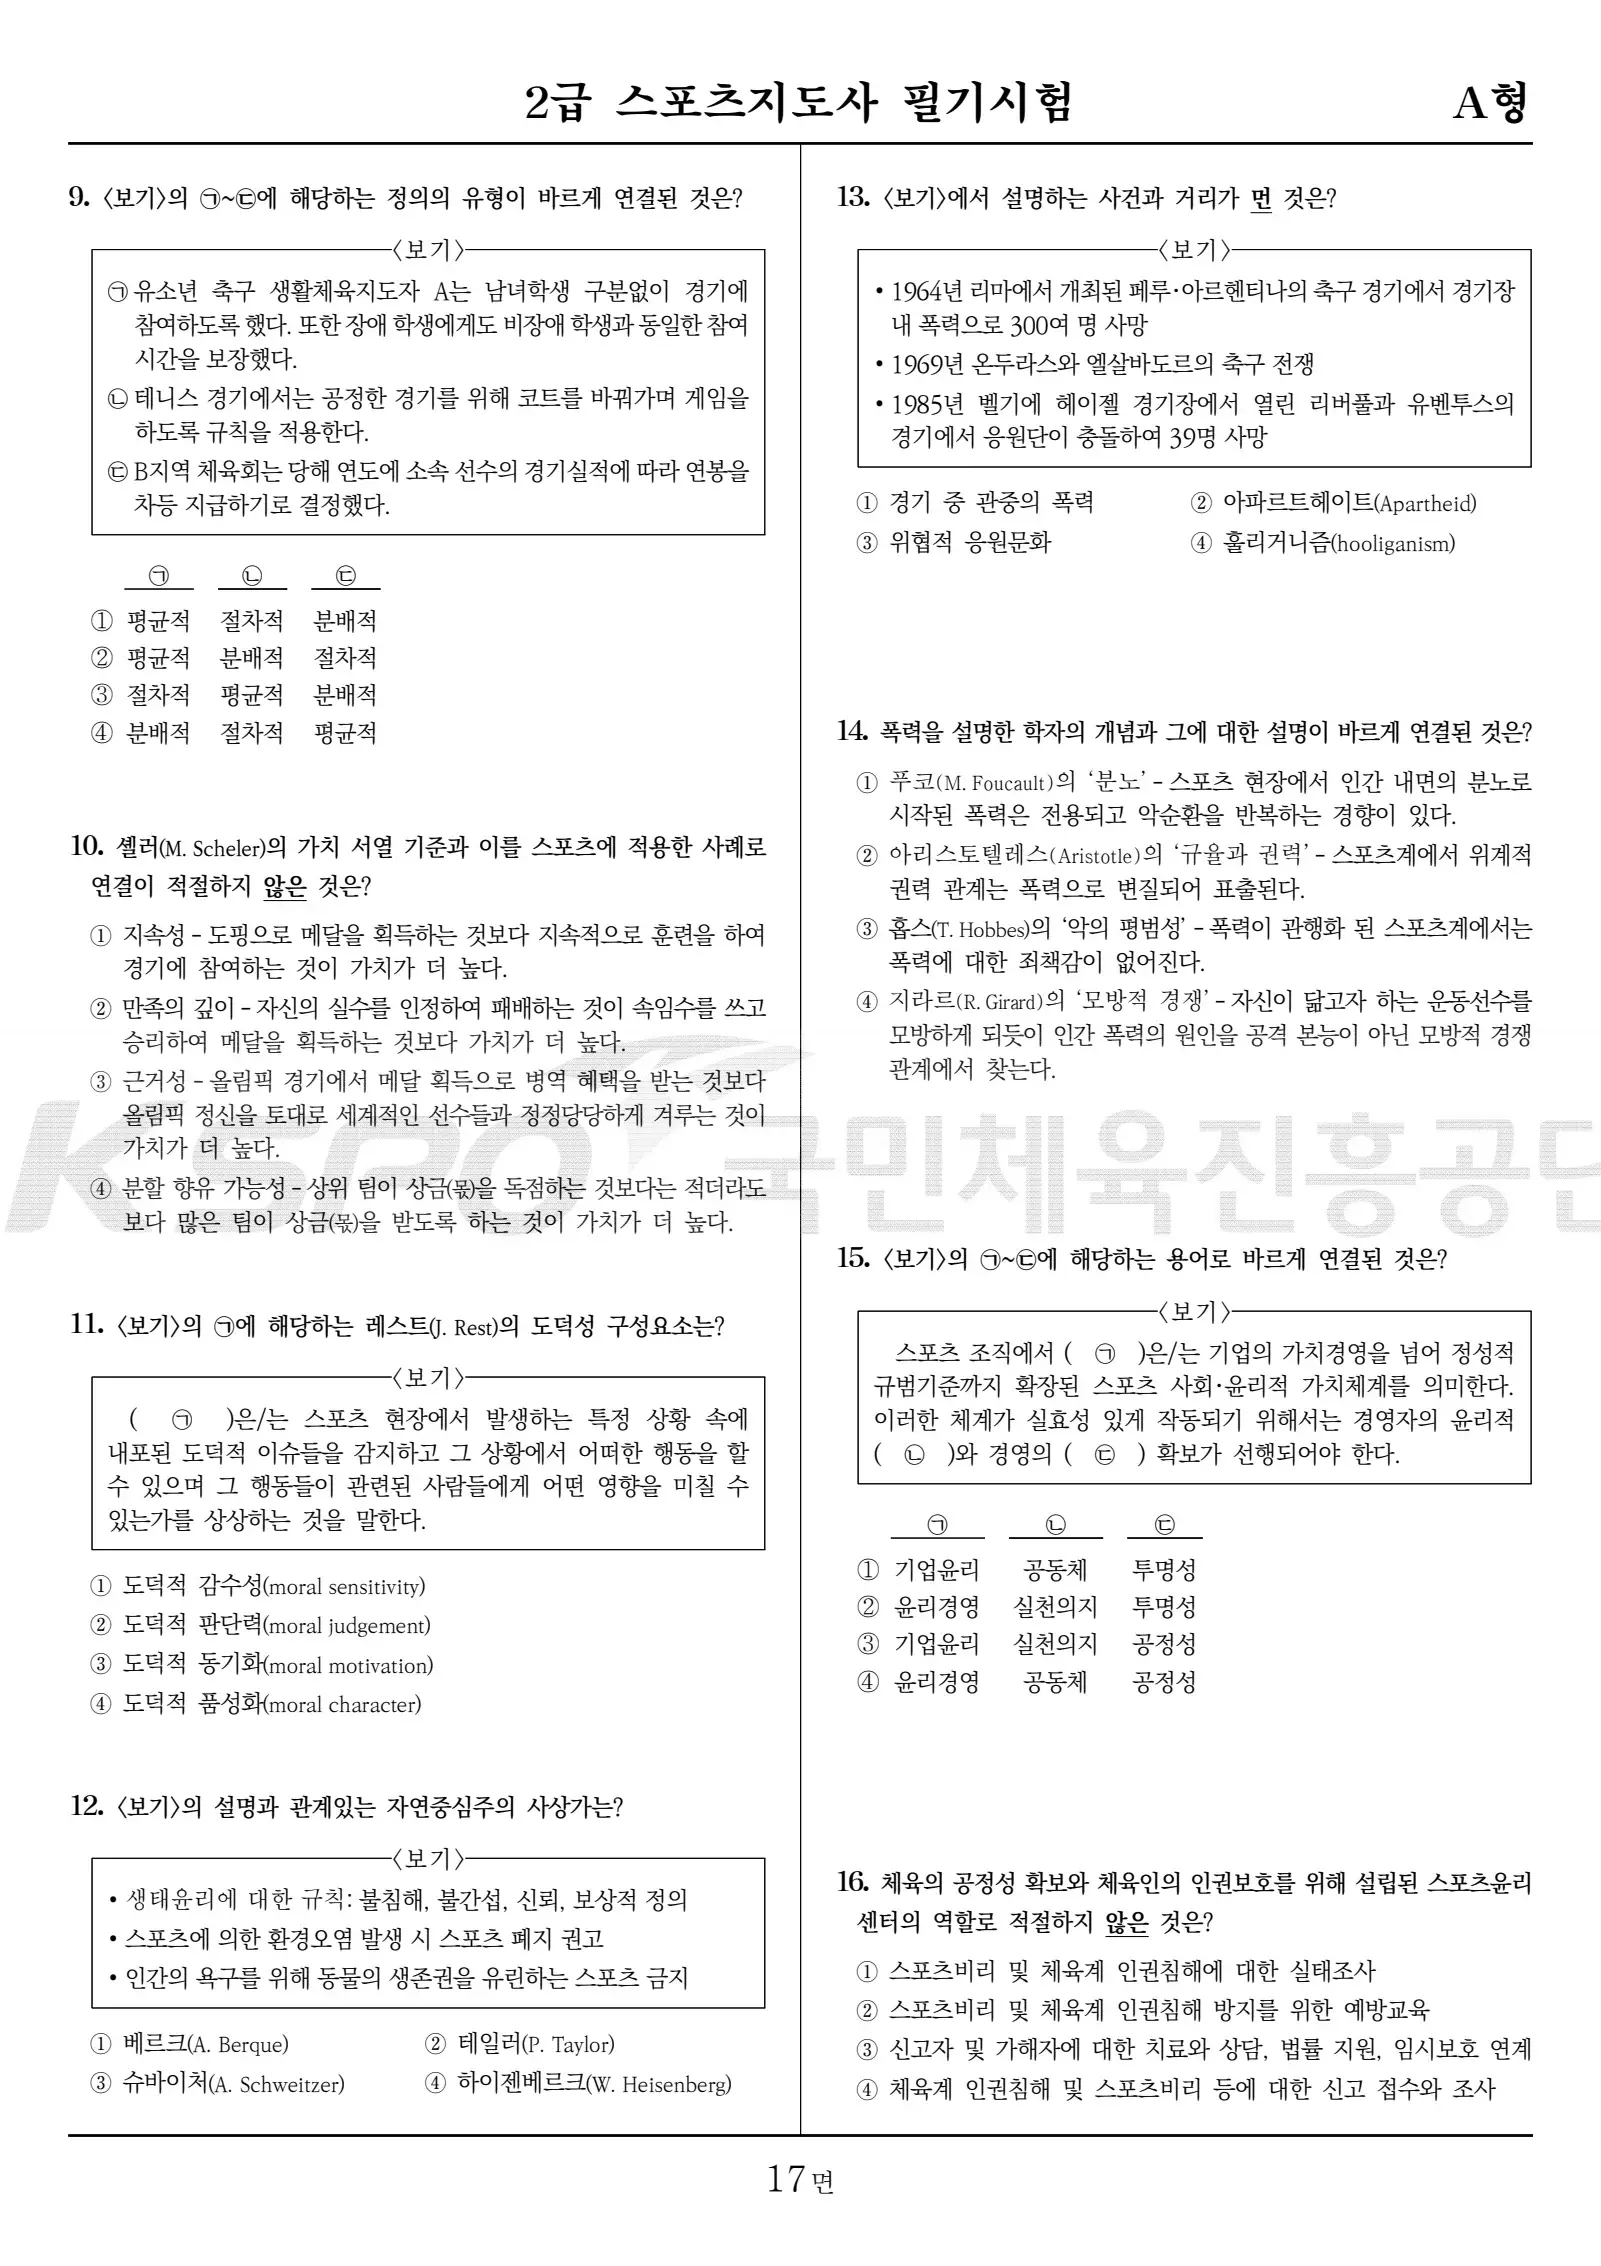 2급 스포츠지도사 필기시험
A형
9. 〈보기〉의 ㉠~㉢에 해당하는 정의의 유형이 바르게 연결된 것은?
〈보기〉
㉠ 유소년 축구 생활체육지도자 A는 남녀학생 구분없이 경기에
참여하도록 했다. 또한 장애 학생에게도 비장애 학생과 동일한 참여
시간을 보장했다.
㉡ 테니스 경기에서는 공정한 경기를 위해 코트를 바꿔가며 게임을
하도록 규칙을 적용한다.
㉢ B지역 체육회는 당해 연도에 소속 선수의 경기실적에 따라 연봉을
차등 지급하기로 결정했다.
㉠ ㉡ ㉢
① 평균적 절차적 분배적
② 평균적 분배적 절차적
③ 절차적 평균적 분배적
④ 분배적 절차적 평균적
10. 셸러(M. Scheler)의 가치 서열 기준과 이를 스포츠에 적용한 사례로
연결이 적절하지 않은 것은?
① 지속성 – 도핑으로 메달을 획득하는 것보다 지속적으로 훈련을 하여
경기에 참여하는 것이 가치가 더 높다.
② 만족의 깊이 – 자신의 실수를 인정하여 패배하는 것이 속임수를 쓰고
승리하여 메달을 획득하는 것보다 가치가 더 높다.
③ 근거성 – 올림픽 경기에서 메달 획득으로 병역 혜택을 받는 것보다
올림픽 정신을 토대로 세계적인 선수들과 정정당당하게 겨루는 것이
가치가 더 높다.
④ 분할 향유 가능성 – 상위 팀이 상금(몫)을 독점하는 것보다는 적더라도
보다 많은 팀이 상금(몫)을 받도록 하는 것이 가치가 더 높다.
11. 〈보기〉의 ㉠에 해당하는 레스트(J. Rest)의 도덕성 구성요소는?
〈보기〉
( ㉠ )은/는 스포츠 현장에서 발생하는 특정 상황 속에
내포된 도덕적 이슈들을 감지하고 그 상황에서 어떠한 행동을 할
수 있으며 그 행동들이 관련된 사람들에게 어떤 영향을 미칠 수
있는가를 상상하는 것을 말한다.
① 도덕적 감수성(moral sensitivity)
② 도덕적 판단력(moral judgement)
③ 도덕적 동기화(moral motivation)
④ 도덕적 품성화(moral character)
12. 〈보기〉의 설명과 관계있는 자연중심주의 사상가는?
〈보기〉
• 생태윤리에 대한 규칙: 불침해, 불간섭, 신뢰, 보상적 정의
• 스포츠에 의한 환경오염 발생 시 스포츠 폐지 권고
• 인간의 욕구를 위해 동물의 생존권을 유린하는 스포츠 금지
① 베르크(A. Berque) ② 테일러(P. Taylor)
③ 슈바이처(A. Schweitzer) ④ 하이젠베르크(W. Heisenberg)
13. 〈보기〉에서 설명하는 사건과 거리가 먼 것은?
〈보기〉
• 1964년 리마에서 개최된 페루·아르헨티나의 축구 경기에서 경기장
내 폭력으로 300여 명 사망
• 1969년 온두라스와 엘살바도르의 축구 전쟁
• 1985년 벨기에 헤이젤 경기장에서 열린 리버풀과 유벤투스의
경기에서 응원단이 충돌하여 39명 사망
① 경기 중 관중의 폭력 ② 아파르트헤이트(Apartheid)
③ 위협적 응원문화 ④ 훌리거니즘(hooliganism)
14. 폭력을 설명한 학자의 개념과 그에 대한 설명이 바르게 연결된 것은?
① 푸코(M. Foucault)의 ‘분노’ – 스포츠 현장에서 인간 내면의 분노로
시작된 폭력은 전용되고 악순환을 반복하는 경향이 있다.
② 아리스토텔레스(Aristotle)의 ‘규율과 권력’ – 스포츠계에서 위계적
권력 관계는 폭력으로 변질되어 표출된다.
③ 홉스(T. Hobbes)의 ‘악의 평범성’ – 폭력이 관행화 된 스포츠계에서는
폭력에 대한 죄책감이 없어진다.
④ 지라르(R. Girard)의 ‘모방적 경쟁’ – 자신이 닮고자 하는 운동선수를
모방하게 되듯이 인간 폭력의 원인을 공격 본능이 아닌 모방적 경쟁
관계에서 찾는다.
KSPO 국민체육진흥공단
15. 〈보기〉의 ㉠~㉢에 해당하는 용어로 바르게 연결된 것은?
〈보기〉
스포츠 조직에서 ( ㉠ )은/는 기업의 가치경영을 넘어 정성적
규범기준까지 확장된 스포츠 사회·윤리적 가치체계를 의미한다.
이러한 체계가 실효성 있게 작동되기 위해서는 경영자의 윤리적
( ㉡ )와 경영의 ( ㉢ ) 확보가 선행되어야 한다.
㉠ ㉡ ㉢
① 기업윤리 공동체 투명성
② 윤리경영 실천의지 투명성
③ 기업윤리 실천의지 공정성
④ 윤리경영 공동체 공정성
16. 체육의 공정성 확보와 체육인의 인권보호를 위해 설립된 스포츠윤리
센터의 역할로 적절하지 않은 것은?
① 스포츠비리 및 체육계 인권침해에 대한 실태조사
② 스포츠비리 및 체육계 인권침해 방지를 위한 예방교육
③ 신고자 및 가해자에 대한 치료와 상담, 법률 지원, 임시보호 연계
④ 체육계 인권침해 및 스포츠비리 등에 대한 신고 접수와 조사
17 면